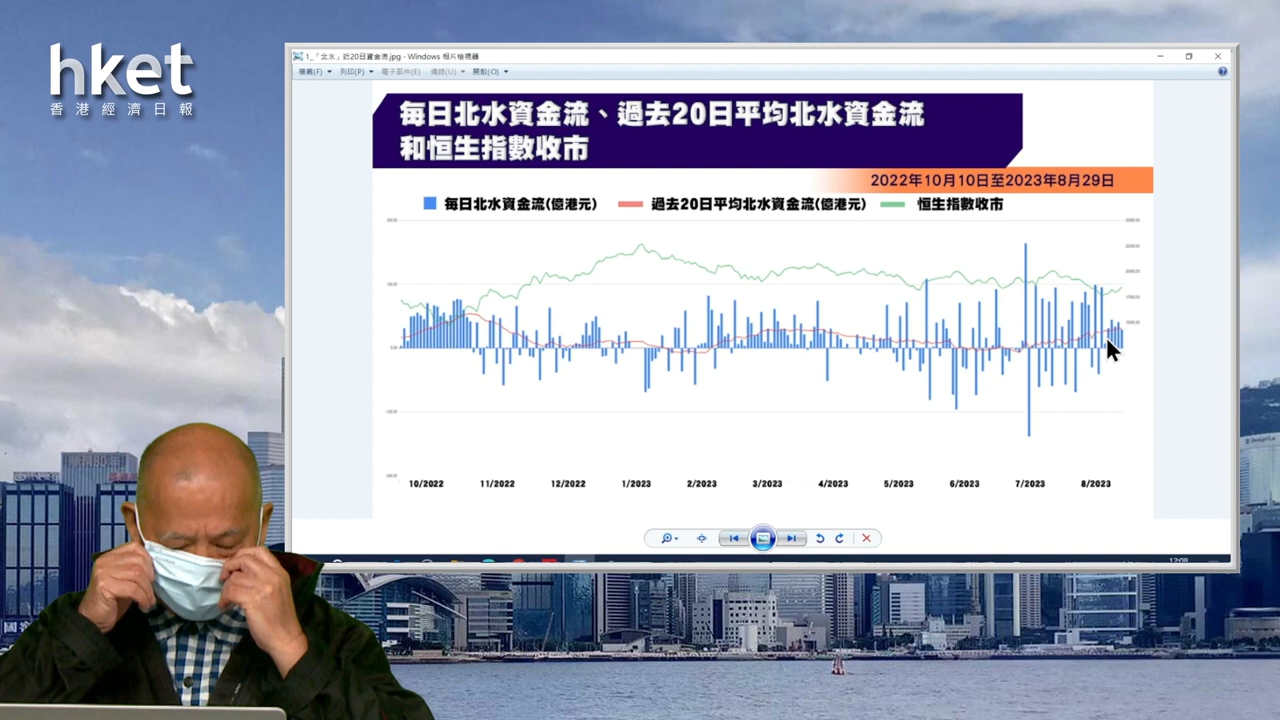 hket
香港經濟日報
1_「北水」近20日資金流.jpg - Windows 相片檢視器
檔案(F) 列印(P) 電子郵件(E) 燒錄(U) 開啟(O)
每日北水資金流、過去20日平均北水資金流
和恒生指數收市
2022年10月10日至2023年8月29日
每日北水資金流(億港元) 過去20日平均北水資金流(億港元) 恒生指數收市
10/2022 11/2022 12/2022 1/2023 2/2023 3/2023 4/2023 5/2023 6/2023 7/2023 8/2023
12:08